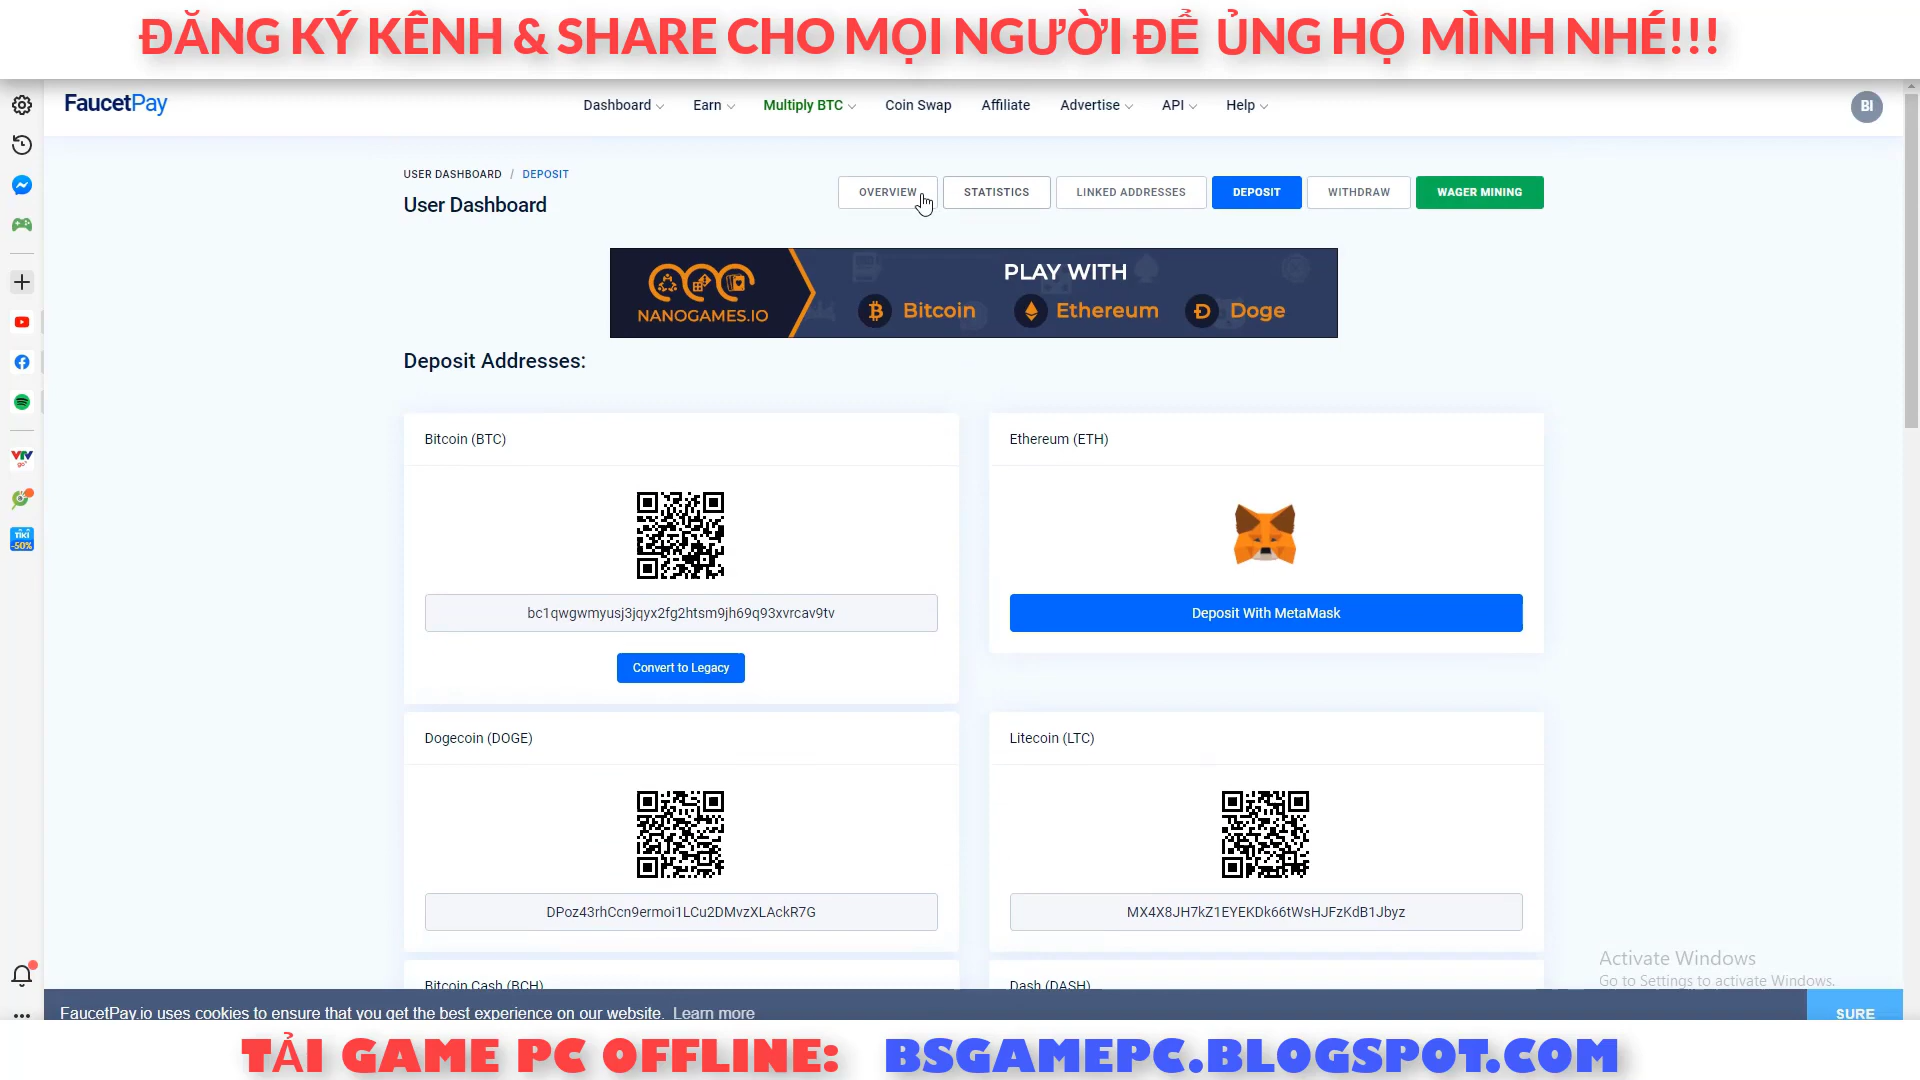 ĐĂNG KÝ KÊNH & SHARE CHO MỌI NGƯỜI ĐỂ ỦNG HỘ MÌNH NHÉ!!!
FaucetPay
Dashboard
Earn
Multiply BTC
Coin Swap
Affiliate
Advertise
API
Help
BI
USER DASHBOARD / DEPOSIT
User Dashboard
OVERVIEW
STATISTICS
LINKED ADDRESSES
DEPOSIT
WITHDRAW
WAGER MINING
NANOGAMES.IO
PLAY WITH
Bitcoin
Ethereum
Doge
Deposit Addresses:
Bitcoin (BTC)
Ethereum (ETH)
bc1qwgwmyusj3jqyx2fg2htsm9jh69q93xvrcav9tv
Deposit With MetaMask
Convert to Legacy
Dogecoin (DOGE)
Litecoin (LTC)
DPoz43rhCcn9ermoi1LCu2DMvzXLAckR7G
MX4X8JH7kZ1EYEKDk66tWsHJFzKdB1Jbyz
Bitcoin Cash (BCH)
Dash (DASH)
VTV
go
TIKI
-50%
Activate Windows
Go to Settings to activate Windows.
FaucetPay.io uses cookies to ensure that you get the best experience on our website. Learn more
SURE
TẢI GAME PC OFFLINE: BSGAMEPC.BLOGSPOT.COM